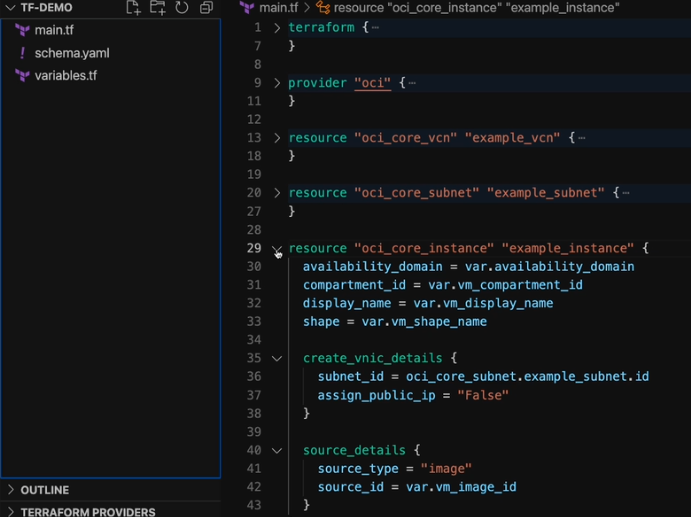 TF-DEMO
main.tf
schema.yaml
variables.tf
OUTLINE
TERRAFORM PROVIDERS
main.tf > resource "oci_core_instance" "example_instance"
1 terraform {
7 }
8
9 provider "oci" {
11 }
12
13 resource "oci_core_vcn" "example_vcn" {
18 }
19
20 resource "oci_core_subnet" "example_subnet" {
27 }
28
29 resource "oci_core_instance" "example_instance" {
30 availability_domain = var.availability_domain
31 compartment_id = var.vm_compartment_id
32 display_name = var.vm_display_name
33 shape = var.vm_shape_name
34
35 create_vnic_details {
36 subnet_id = oci_core_subnet.example_subnet.id
37 assign_public_ip = "False"
38 }
39
40 source_details {
41 source_type = "image"
42 source_id = var.vm_image_id
43 }